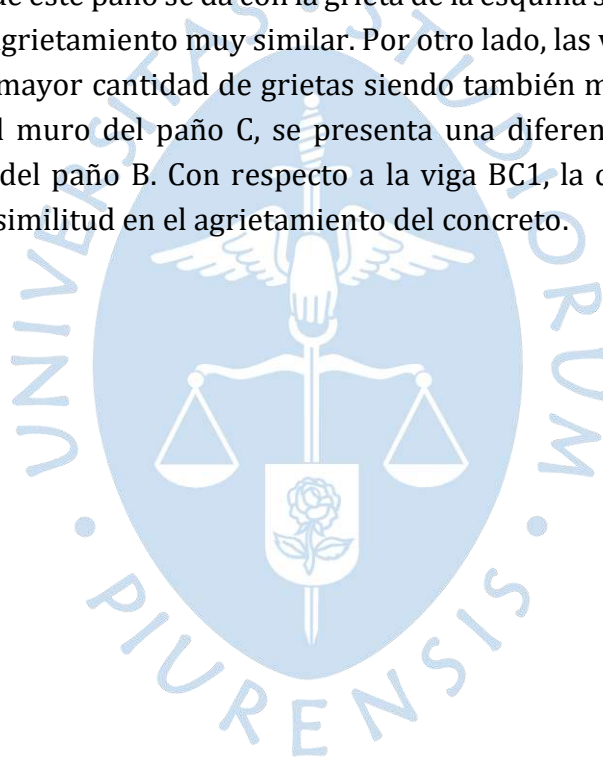 de este paño se da con la grieta de la esquina s
agrietamiento muy similar. Por otro lado, las v
mayor cantidad de grietas siendo también m
l muro del paño C, se presenta una diferen
del paño B. Con respecto a la viga BC1, la c
similitud en el agrietamiento del concreto.
UNIVERSITAS STUDIORUM
• PIURENSIS •